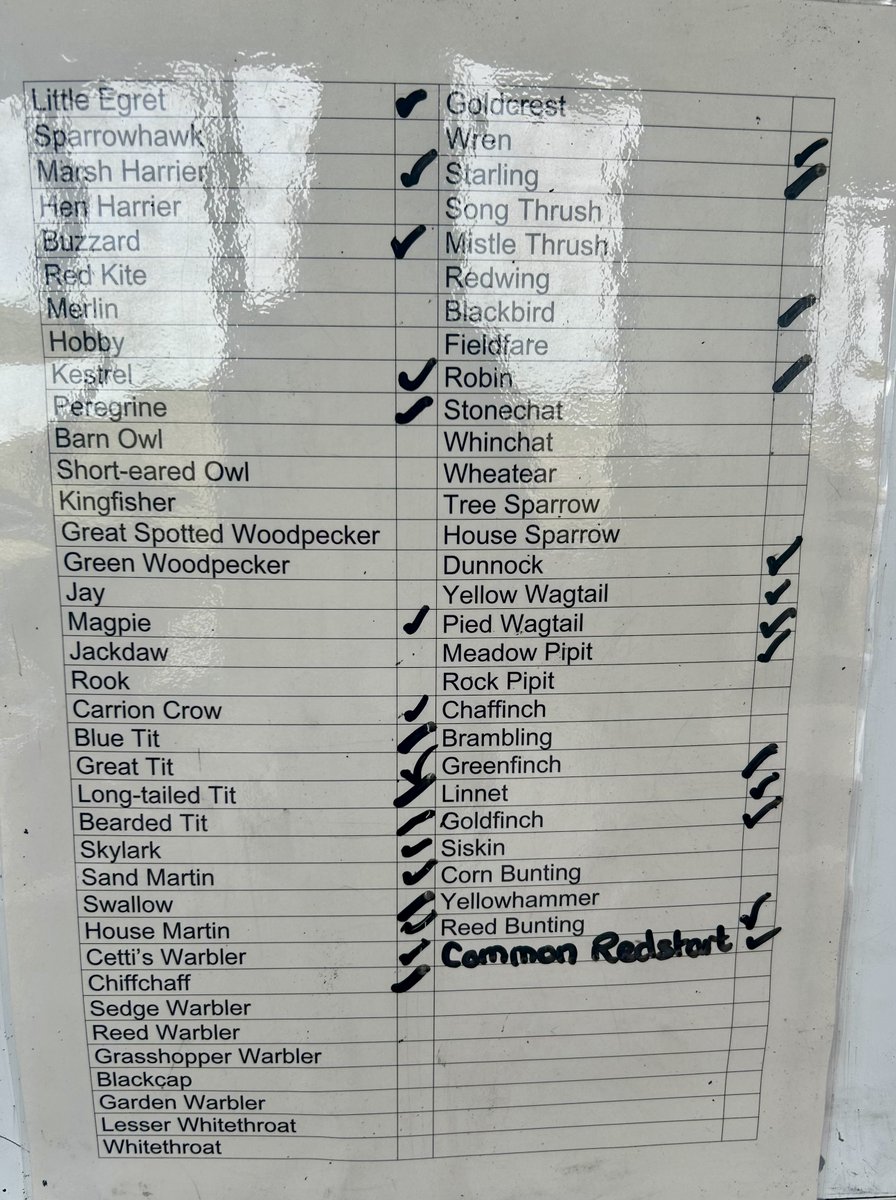 Little Egret ✓ Goldcrest
Sparrowhawk Wren ✓
Marsh Harrier ✓ Starling ✓
Hen Harrier Song Thrush
Buzzard ✓ Mistle Thrush
Red Kite Redwing
Merlin Blackbird ✓
Hobby Fieldfare
Kestrel ✓ Robin ✓
Peregrine ✓ Stonechat
Barn Owl Whinchat
Short-eared Owl Wheatear
Kingfisher Tree Sparrow
Great Spotted Woodpecker House Sparrow
Green Woodpecker Dunnock ✓
Jay Yellow Wagtail ✓
Magpie ✓ Pied Wagtail ✓
Jackdaw Meadow Pipit ✓
Rook Rock Pipit
Carrion Crow ✓ Chaffinch
Blue Tit ✓ Brambling
Great Tit ✓ Greenfinch ✓
Long-tailed Tit ✓ Linnet ✓
Bearded Tit ✓ Goldfinch ✓
Skylark ✓ Siskin
Sand Martin ✓ Corn Bunting
Swallow ✓ Yellowhammer
House Martin ✓ Reed Bunting ✓
Cetti's Warbler ✓ Common Redstart ✓
Chiffchaff ✓
Sedge Warbler
Reed Warbler
Grasshopper Warbler
Blackcap
Garden Warbler
Lesser Whitethroat
Whitethroat